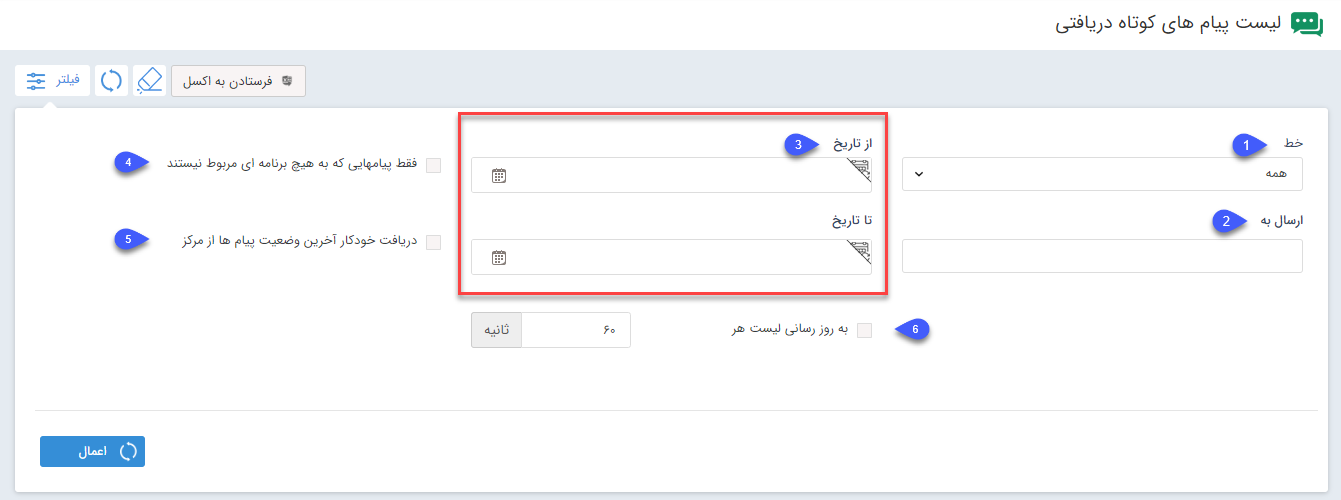 لیست پیام های کوتاه دریافتی
فرستادن به اکسل
فیلتر
خط 1
همه
ارسال به 2
از تاریخ 3
تا تاریخ
فقط پیامهایی که به هیچ برنامه ای مربوط نیستند 4
دریافت خودکار آخرین وضعیت پیام ها از مرکز 5
6 به روز رسانی لیست هر ۶۰ ثانیه
اعمال